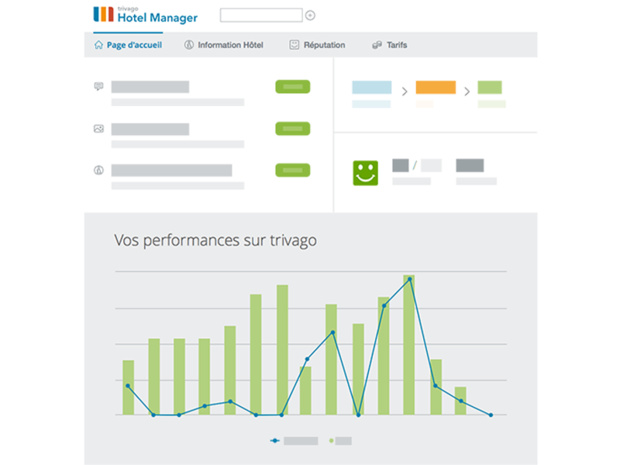 trivago
Hotel Manager
Page d'accueil
Information Hôtel
Réputation
Tarifs
/
Vos performances sur trivago